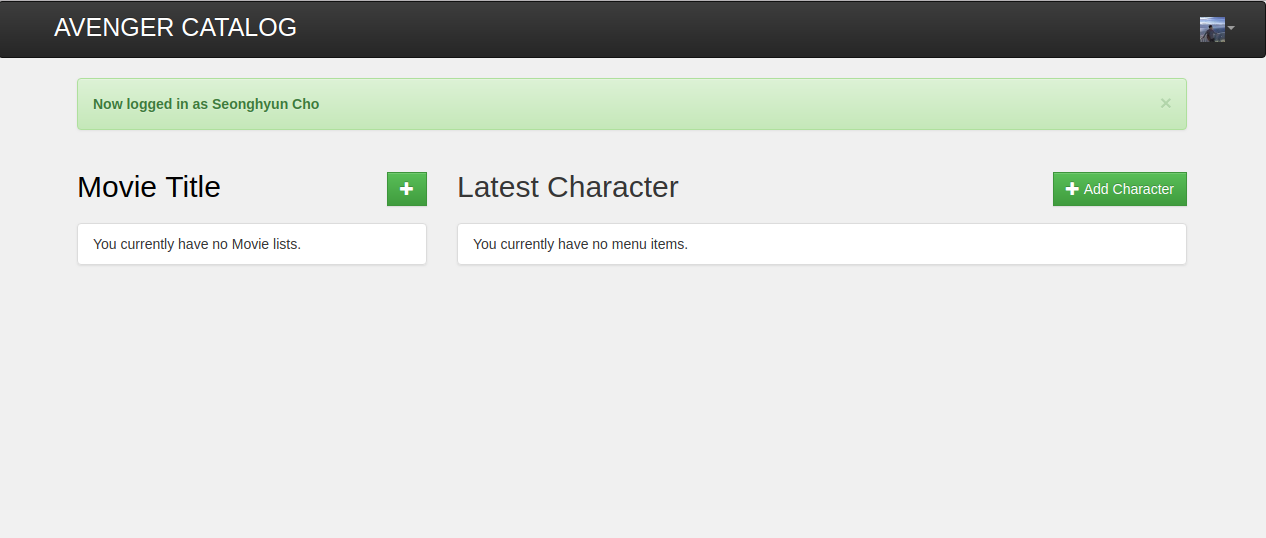 AVENGER CATALOG
Now logged in as Seonghyun Cho
×
Movie Title
Latest Character
Add Character
You currently have no Movie lists.
You currently have no menu items.